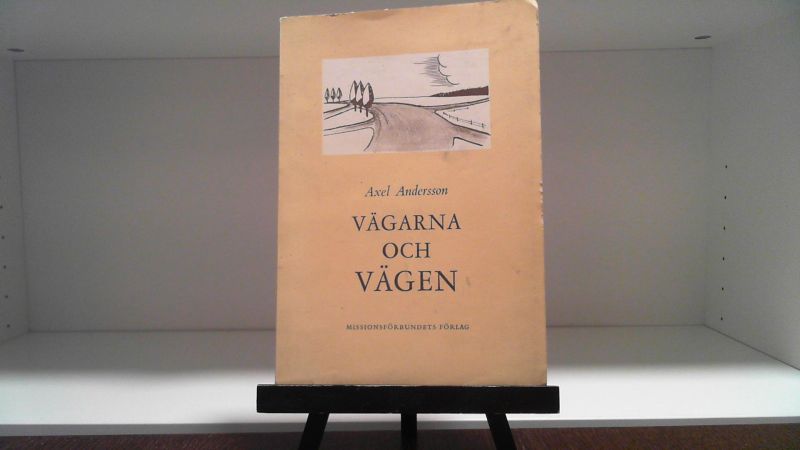 Axel Andersson
VÄGARNA
OCH
VÄGEN
MISSIONSFÖRBUNDETS FÖRLAG